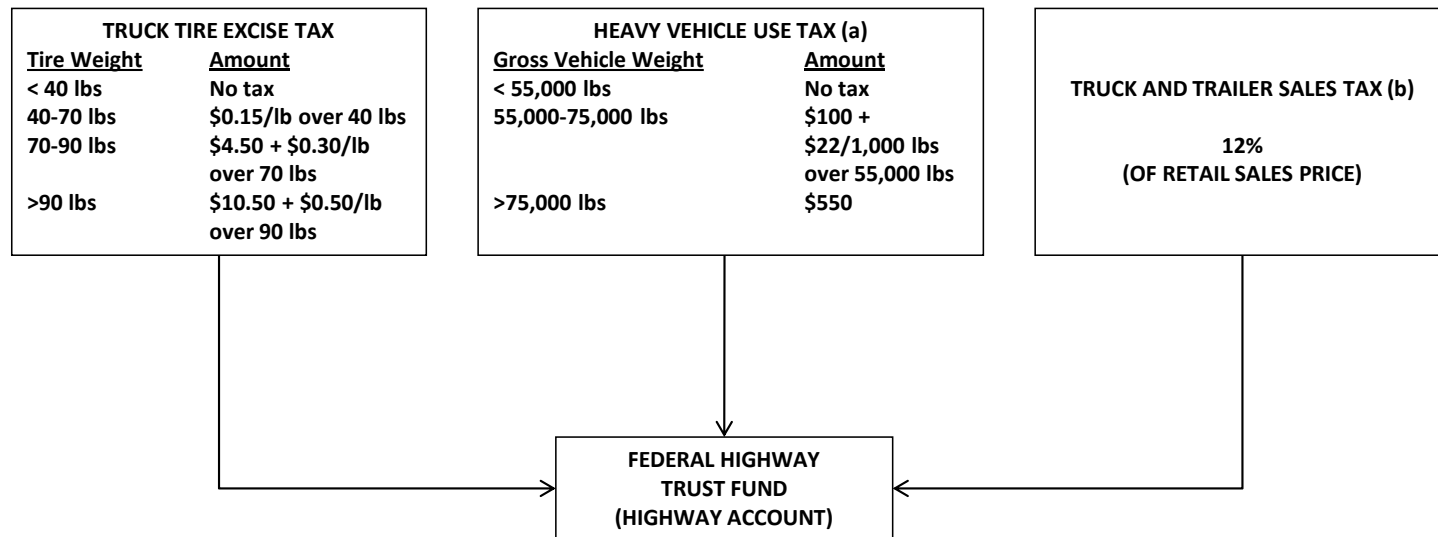 TRUCK TIRE EXCISE TAX
Tire Weight Amount
< 40 lbs No tax
40-70 lbs $0.15/lb over 40 lbs
70-90 lbs $4.50 + $0.30/lb
over 70 lbs
>90 lbs $10.50 + $0.50/lb
over 90 lbs
HEAVY VEHICLE USE TAX (a)
Gross Vehicle Weight Amount
< 55,000 lbs No tax
55,000-75,000 lbs $100 +
$22/1,000 lbs
over 55,000 lbs
>75,000 lbs $550
TRUCK AND TRAILER SALES TAX (b)
12%
(OF RETAIL SALES PRICE)
FEDERAL HIGHWAY
TRUST FUND
(HIGHWAY ACCOUNT)